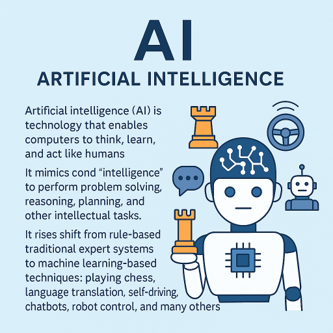 AI
ARTIFICIAL INTELLIGENCE
Artificial intelligence (AI) is
technology that enables
computers to think, learn,
and act like humans
It mimics cond “intelligence”
to perform problem solving,
reasoning, planning, and
other intellectual tasks.
It rises shift from rule-based
traditional expert systems
to machine learning-based
techniques: playing chess,
language translation, self-driving,
chatbots, robot control, and many others